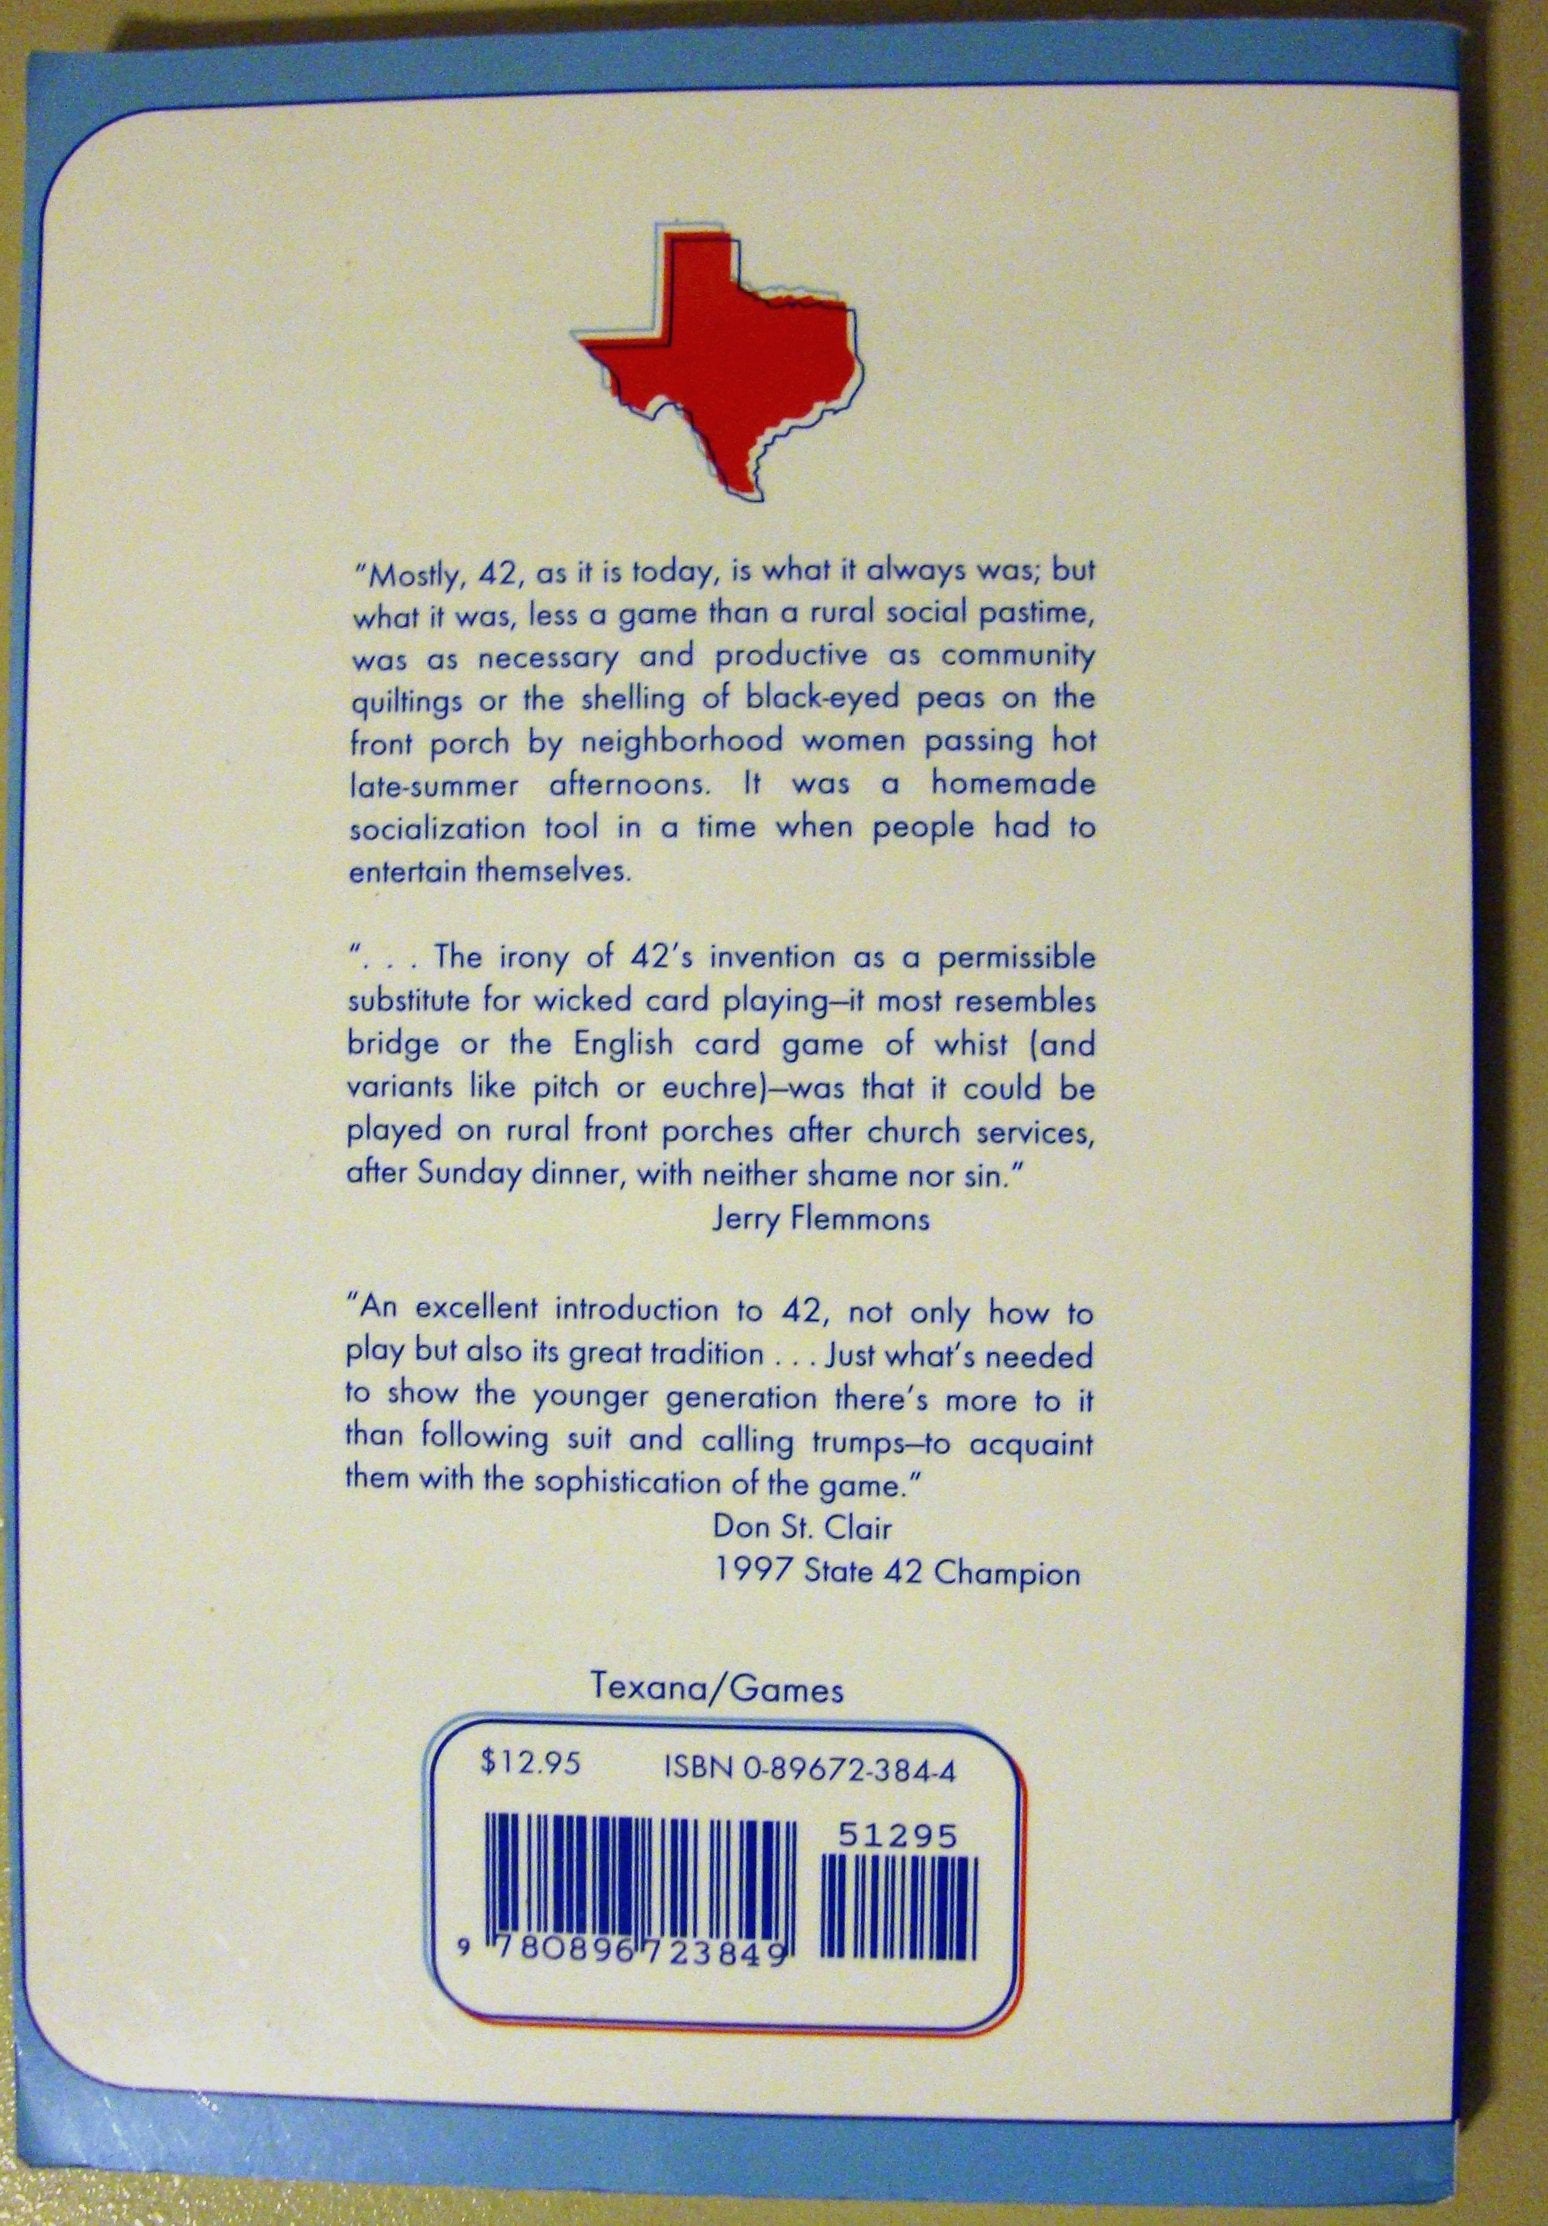 "Mostly, 42, as it is today, is what it always was; but
what it was, less a game than a rural social pastime,
was as necessary and productive as community
quiltings or the shelling of black-eyed peas on the
front porch by neighborhood women passing hot
late-summer afternoons. It was a homemade
socialization tool in a time when people had to
entertain themselves.
". . . The irony of 42's invention as a permissible
substitute for wicked card playing—it most resembles
bridge or the English card game of whist (and
variants like pitch or euchre)—was that it could be
played on rural front porches after church services,
after Sunday dinner, with neither shame nor sin."
Jerry Flemmons
"An excellent introduction to 42, not only how to
play but also its great tradition . . . Just what's needed
to show the younger generation there's more to it
than following suit and calling trumps—to acquaint
them with the sophistication of the game."
Don St. Clair
1997 State 42 Champion
Texana/Games
$12.95 ISBN 0-89672-384-4
51295
9 780896 723849